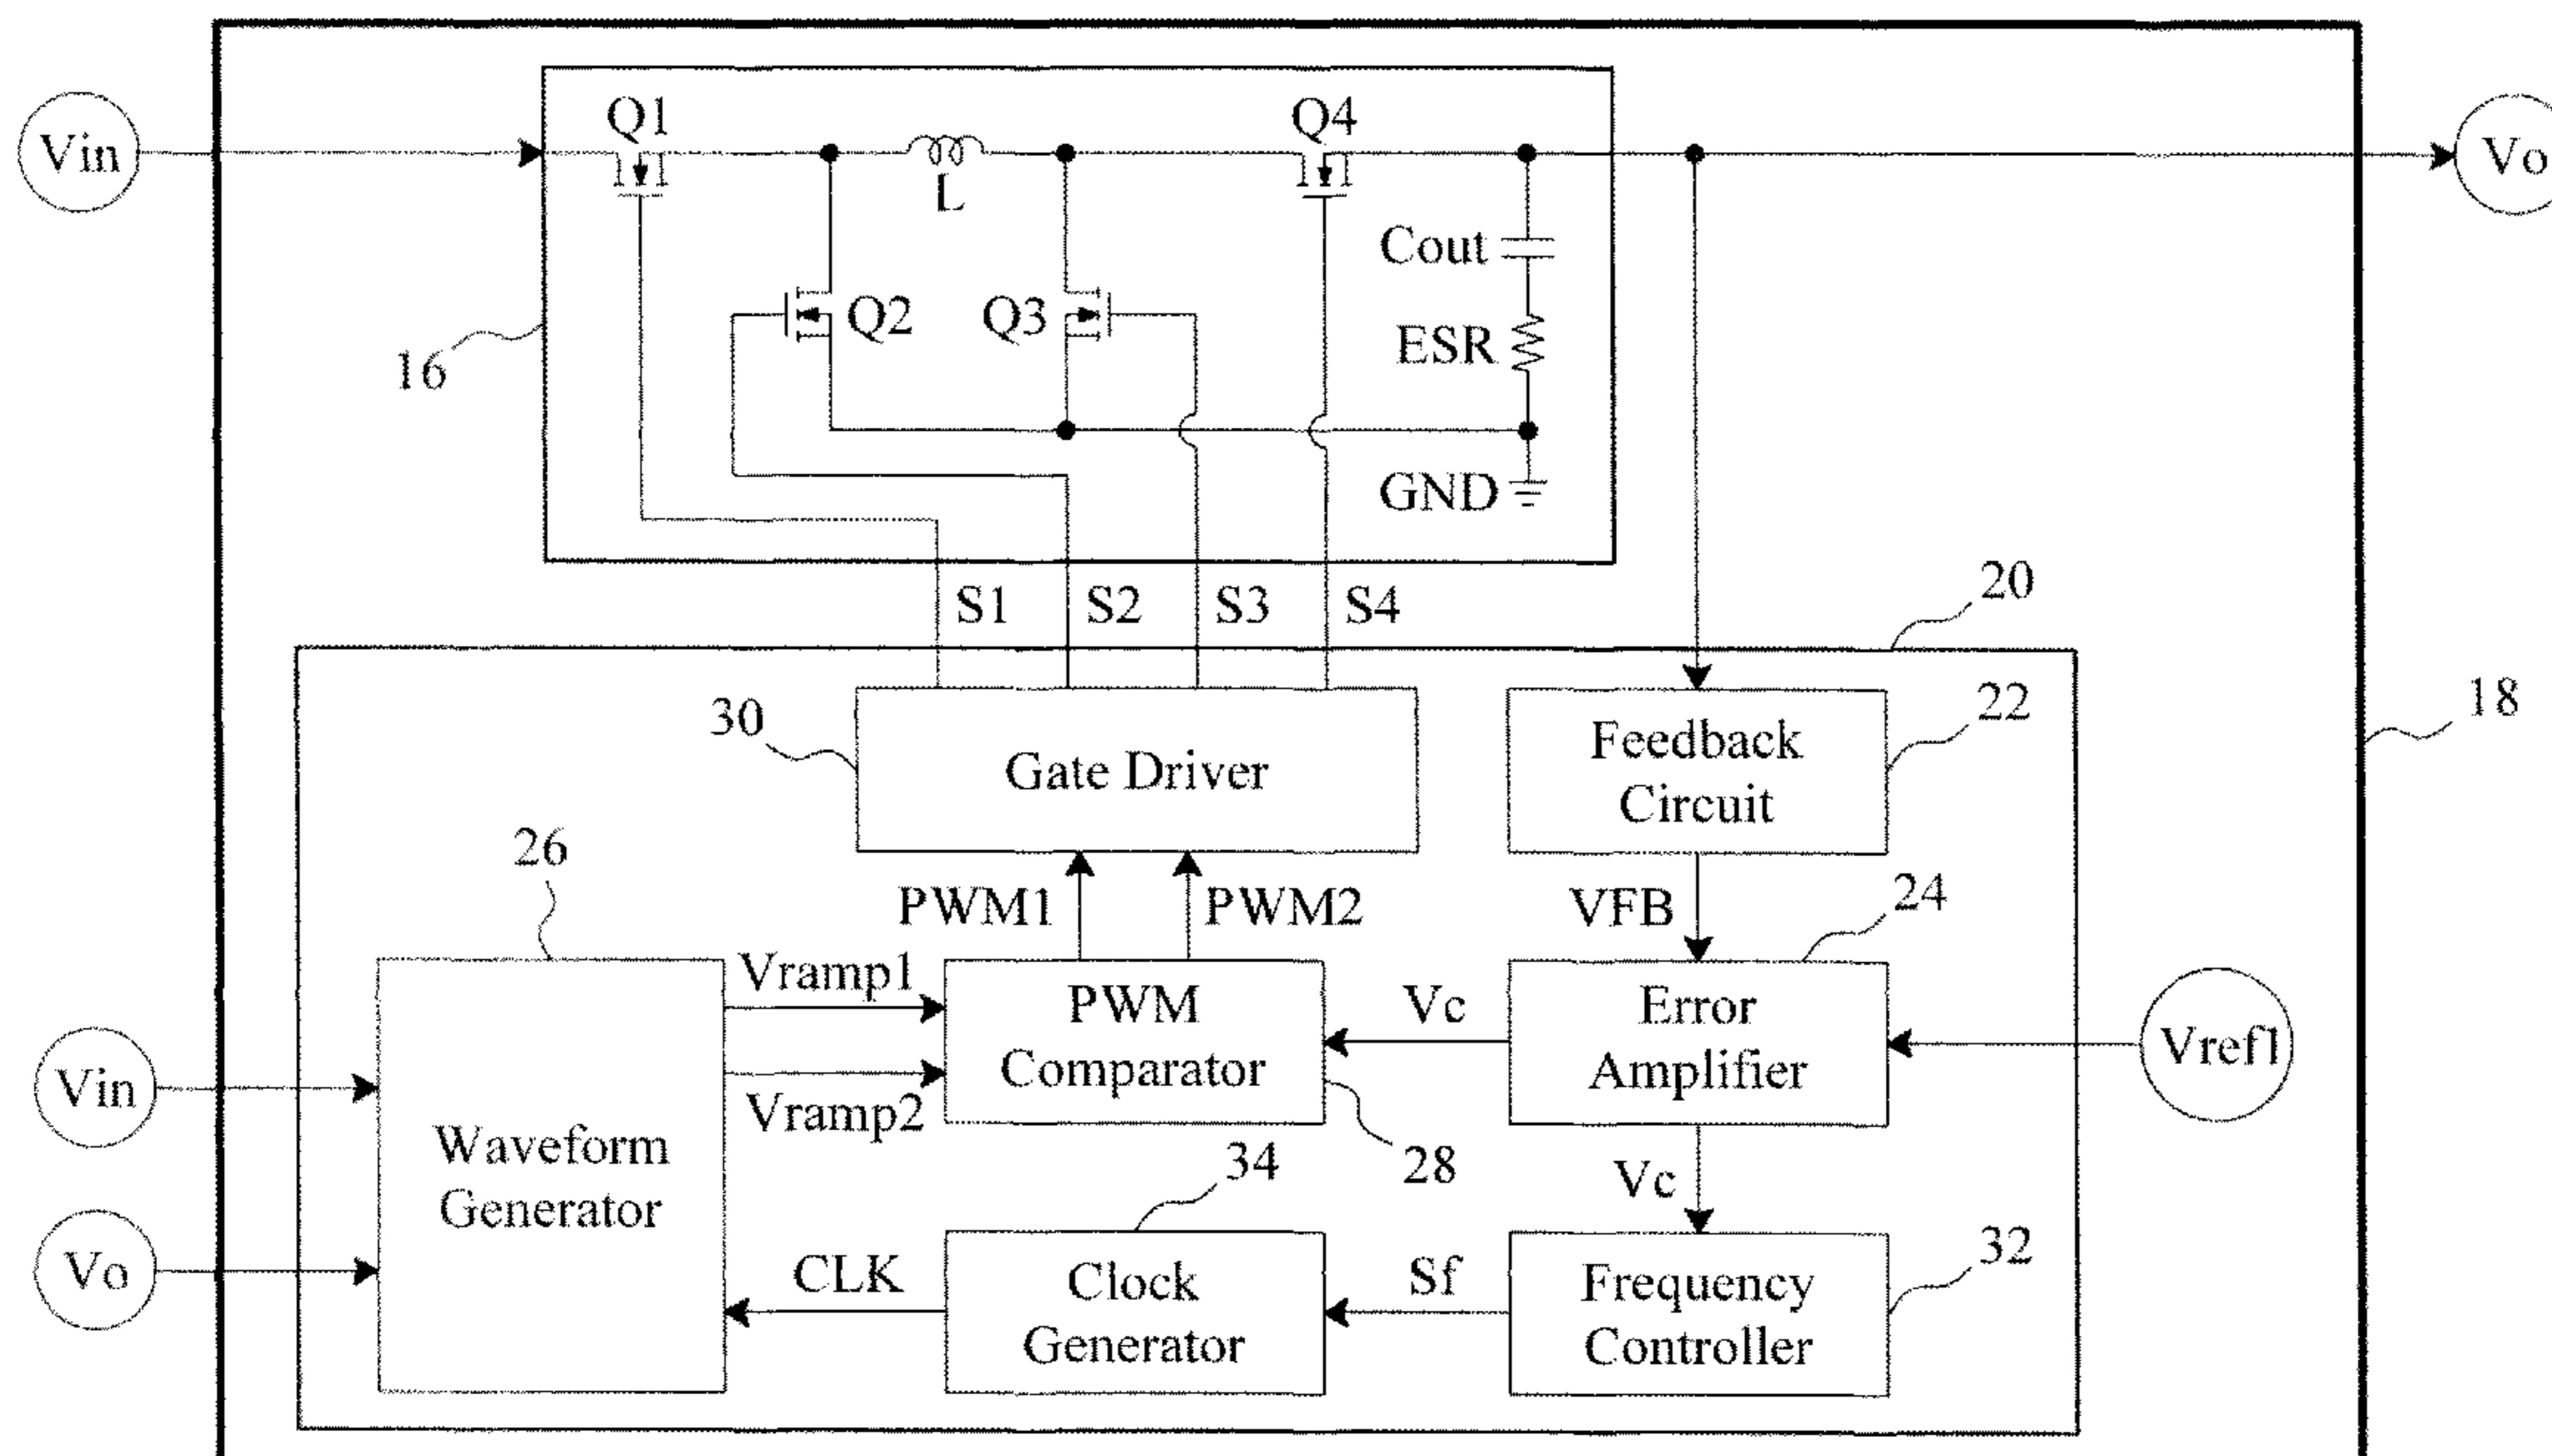 Vin
Q1
L
Q4
Vo
Q2
Q3
Cout
ESR
16
GND
S1
S2
S3
S4
20
30
Gate Driver
Feedback
Circuit
22
18
26
PWM1
PWM2
VFB
24
Vramp1
Vramp2
PWM
Comparator
Vc
Error
Amplifier
Vref1
Vin
Waveform
Generator
28
34
Vc
Vo
CLK
Clock
Generator
Sf
Frequency
Controller
32